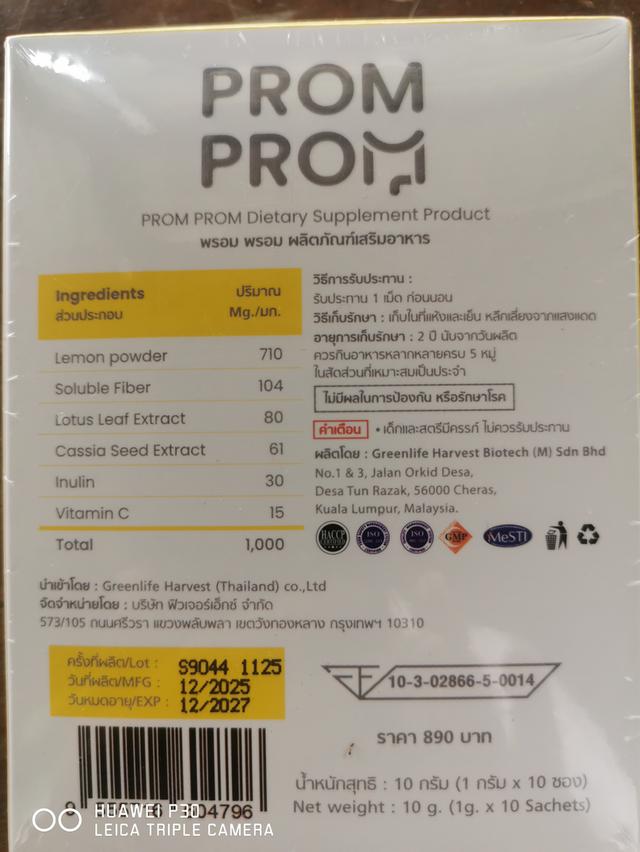 PROM
PROM
PROM PROM Dietary Supplement Product
พรอม พรอม ผลิตภัณฑ์เสริมอาหาร
Ingredients ปริมาณ
ส่วนประกอบ Mg./มก.
Lemon powder 710
Soluble Fiber 104
Lotus Leaf Extract 80
Cassia Seed Extract 61
Inulin 30
Vitamin C 15
Total 1,000
วิธีการรับประทาน :
รับประทาน 1 เม็ด ก่อนนอน
วิธีเก็บรักษา : เก็บในที่แห้งและเย็น หลีกเลี่ยงจากแสงแดด
อายุการเก็บรักษา : 2 ปี นับจากวันผลิต
ควรกินอาหารหลากหลายครบ 5 หมู่
ในสัดส่วนที่เหมาะสมเป็นประจำ
ไม่มีผลในการป้องกัน หรือรักษาโรค
คำเตือน • เด็กและสตรีมีครรภ์ ไม่ควรรับประทาน
ผลิตโดย : Greenlife Harvest Biotech (M) Sdn Bhd
No.1 & 3, Jalan Orkid Desa,
Desa Tun Razak, 56000 Cheras,
Kuala Lumpur, Malaysia.
HACCP ISO ISO GMP MeSTI
นำเข้าโดย : Greenlife Harvest (Thailand) co.,Ltd
จัดจำหน่ายโดย : บริษัท ฟิวเจอร์เอ็กซ์ จำกัด
573/105 ถนนศรีวรา แขวงพลับพลา เขตวังทองหลาง กรุงเทพฯ 10310
ครั้งที่ผลิต/Lot : S9044 1125
วันที่ผลิต/MFG : 12/2025
วันหมดอายุ/EXP : 12/2027
10-3-02866-5-0014
ราคา 890 บาท
น้ำหนักสุทธิ : 10 กรัม (1 กรัม x 10 ซอง)
Net weight : 10 g. (1g. x 10 Sachets)
9 04796
HUAWEI P30
LEICA TRIPLE CAMERA